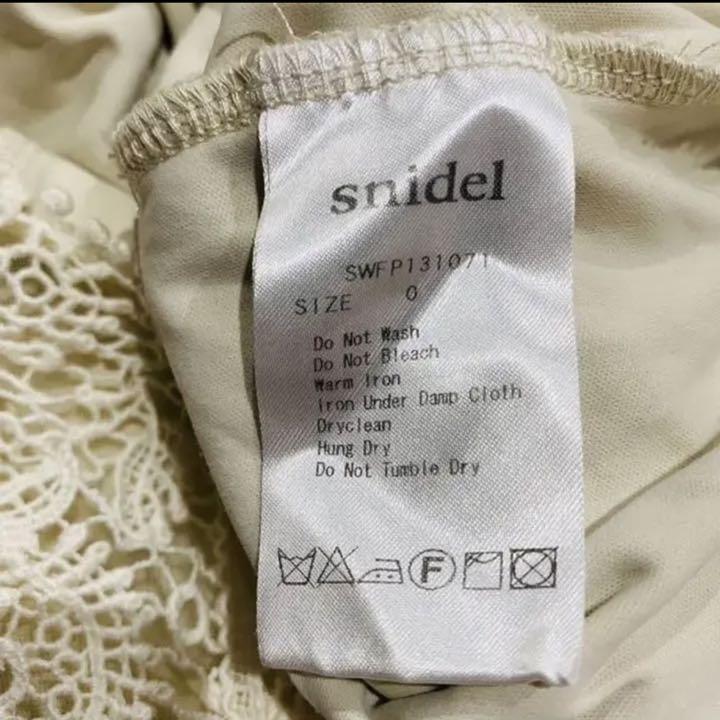 snidel
SWFP131071
SIZE 0
Do Not Wash
Do Not Bleach
Warm Iron
Iron Under Damp Cloth
Dryclean
Hung Dry
Do Not Tumble Dry
F